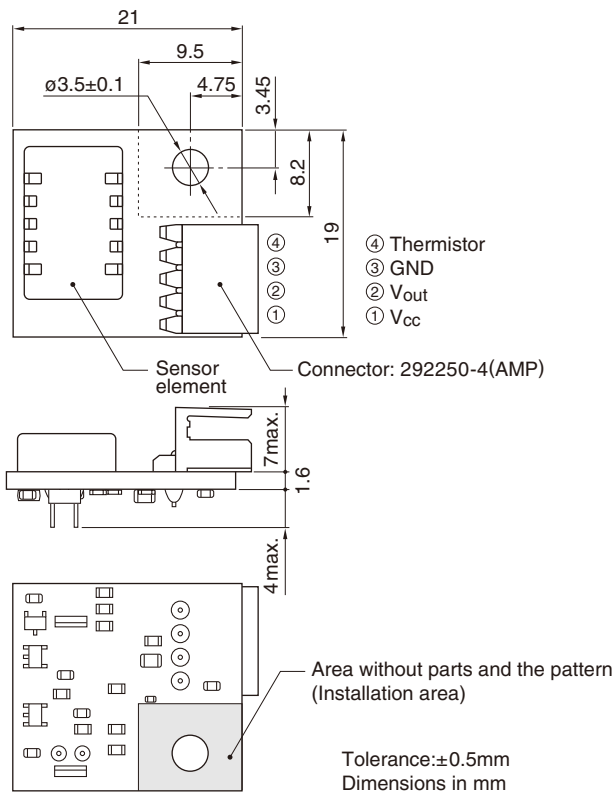 21
9.5
ø3.5±0.1
4.75
3.45
8.2
19
④
③
②
①
④ Thermistor
③ GND
② Vout
① Vcc
Sensor
element
Connector: 292250-4(AMP)
7max.
1.6
4max.
Area without parts and the pattern
(Installation area)
Tolerance:±0.5mm
Dimensions in mm